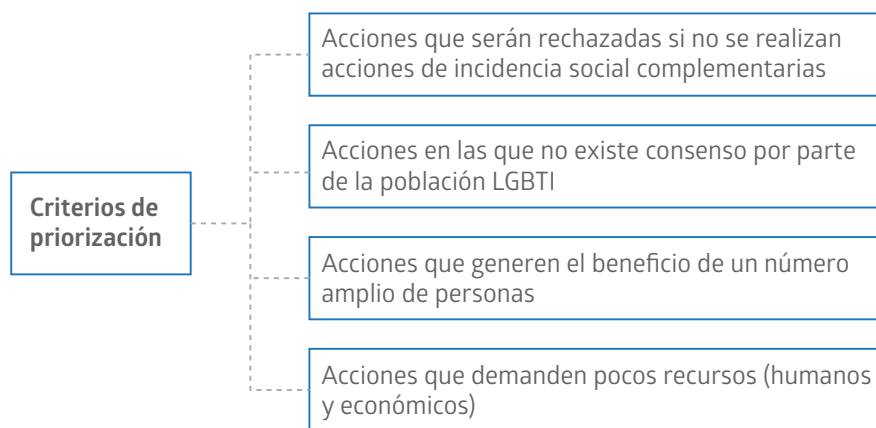 Acciones que serán rechazadas si no se realizan
acciones de incidencia social complementarias
Acciones en las que no existe consenso por parte
de la población LGBTI
Criterios de
priorización
Acciones que generen el beneficio de un número
amplio de personas
Acciones que demanden pocos recursos (humanos
y económicos)